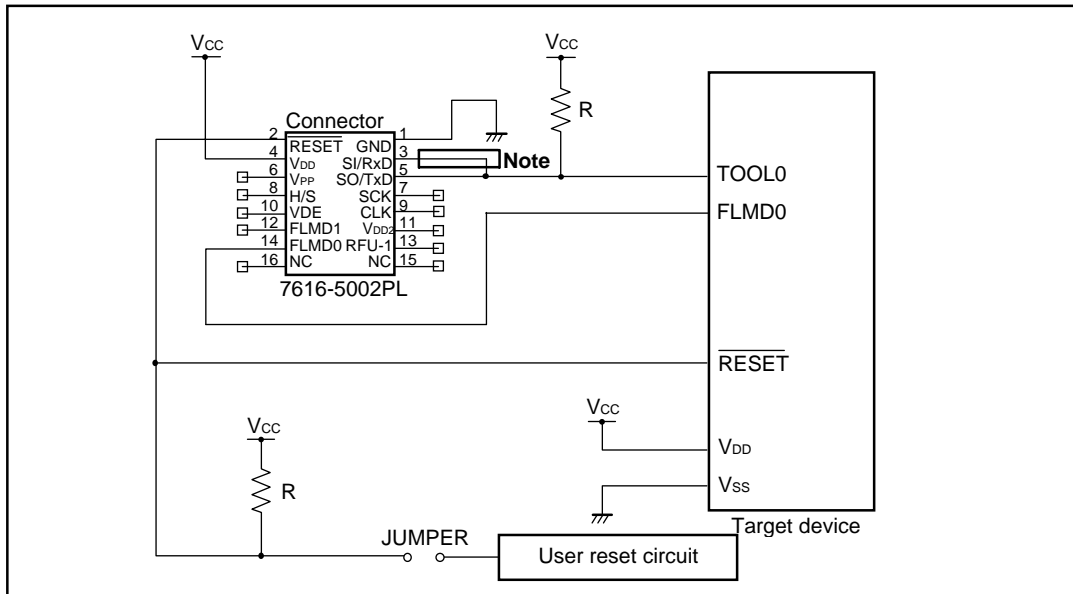 VCC
VCC
R
Connector
2 RESET GND 1
4 VDD SI/RxD 3
Note
6 VPP SO/TxD 5
8 H/S SCK 7
10 VDE CLK 9
12 FLMD1 VDD2 11
14 FLMD0 RFU-1 13
16 NC NC 15
7616-5002PL
TOOL0
FLMD0
RESET
VCC
VDD
VSS
Target device
VCC
R
JUMPER
User reset circuit